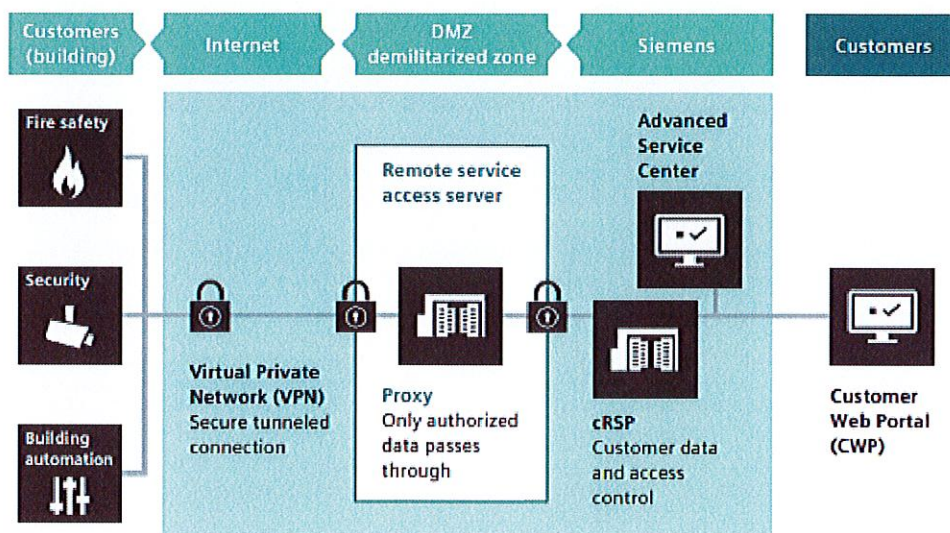 Customers
(building)
Internet
DMZ
demilitarized zone
Siemens
Customers
Fire safety
Security
Building
automation
Virtual Private
Network (VPN)
Secure tunneled
connection
Remote service
access server
Proxy
Only authorized
data passes
through
Advanced
Service
Center
cRSP
Customer data
and access
control
Customer
Web Portal
(CWP)